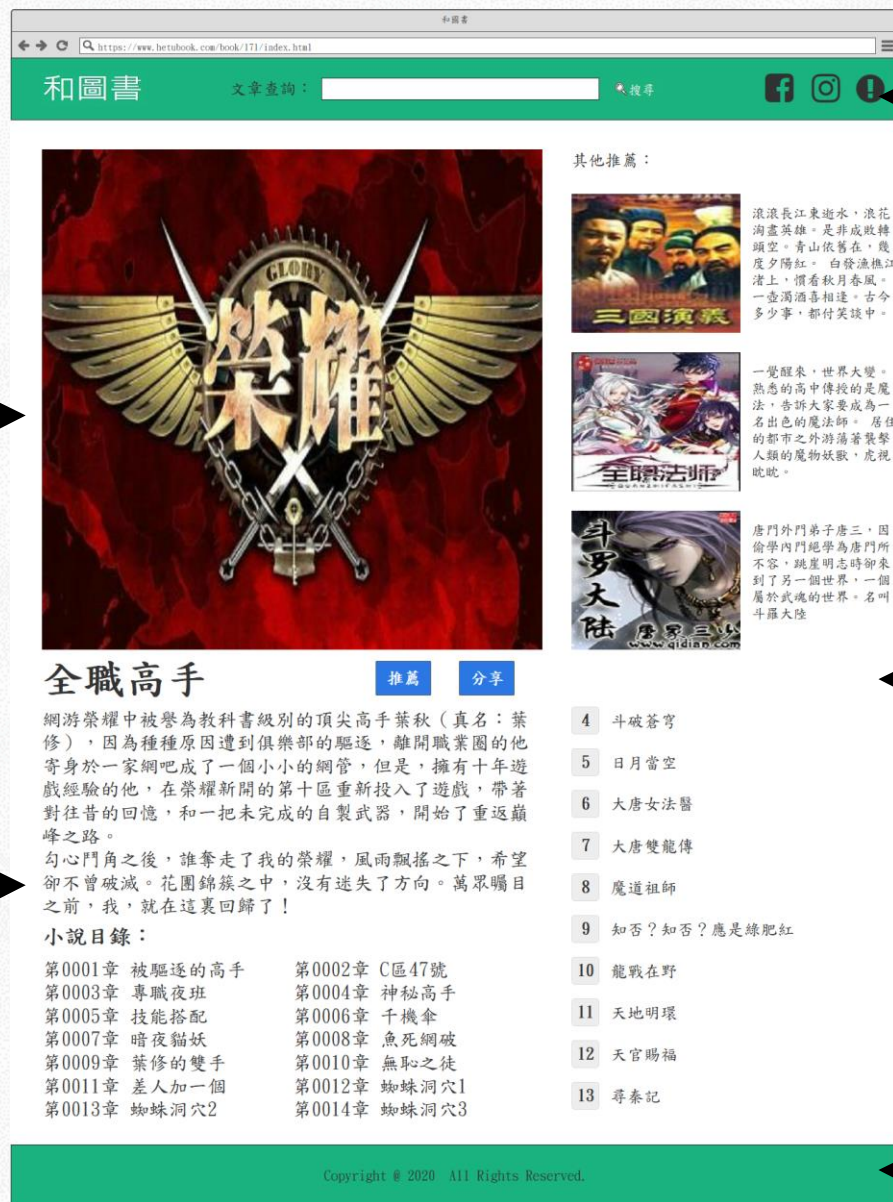 和圖書
https://www.hetubook.com/book/171/index.html
和圖書
文章查詢：
搜尋
GLORY
榮耀
全職高手
推薦
分享
網游榮耀中被譽為教科書級別的頂尖高手葉秋（真名：葉
修），因為種種原因遭到俱樂部的驅逐，離開職業圈的他
寄身於一家網吧成了一個小小的網管，但是，擁有十年遊
戲經驗的他，在榮耀新開的第十區重新投入了遊戲，帶著
對往昔的回憶，和一把未完成的自製武器，開始了重返巔
峰之路。
勾心鬥角之後，誰奪走了我的榮耀，風雨飄搖之下，希望
卻不曾破滅。花團錦簇之中，沒有迷失了方向。萬眾矚目
之前，我，就在這裏回歸了！
小說目錄：
第0001章 被驅逐的高手
第0002章 C區47號
第0003章 專職夜班
第0004章 神秘高手
第0005章 技能搭配
第0006章 千機傘
第0007章 暗夜貓妖
第0008章 魚死網破
第0009章 葉修的雙手
第0010章 無恥之徒
第0011章 差人加一個
第0012章 蜘蛛洞穴1
第0013章 蜘蛛洞穴2
第0014章 蜘蛛洞穴3
其他推薦：
三國演義
滾滾長江東逝水，浪花
淘盡英雄。是非成敗轉
頭空。青山依舊在，幾
度夕陽紅。 白發漁樵江
渚上，慣看秋月春風。
一壺濁酒喜相逢。古今
多少事，都付笑談中。
全职法师
一覺醒來，世界大變。
熟悉的高中傳授的是魔
法，告訴大家要成為一
名出色的魔法師。 居住
的都市之外游蕩著襲擊
人類的魔物妖獸，虎視
眈眈。
斗罗大陆
唐家三少
www.qidian.com
唐門外門弟子唐三，因
偷學內門絕學為唐門所
不容，跳崖明志時卻來
到了另一個世界，一個
屬於武魂的世界。名叫
斗羅大陸
4 斗破蒼穹
5 日月當空
6 大唐女法醫
7 大唐雙龍傳
8 魔道祖師
9 知否？知否？應是綠肥紅
10 龍戰在野
11 天地明環
12 天官賜福
13 尋秦記
Copyright @ 2020 All Rights Reserved.